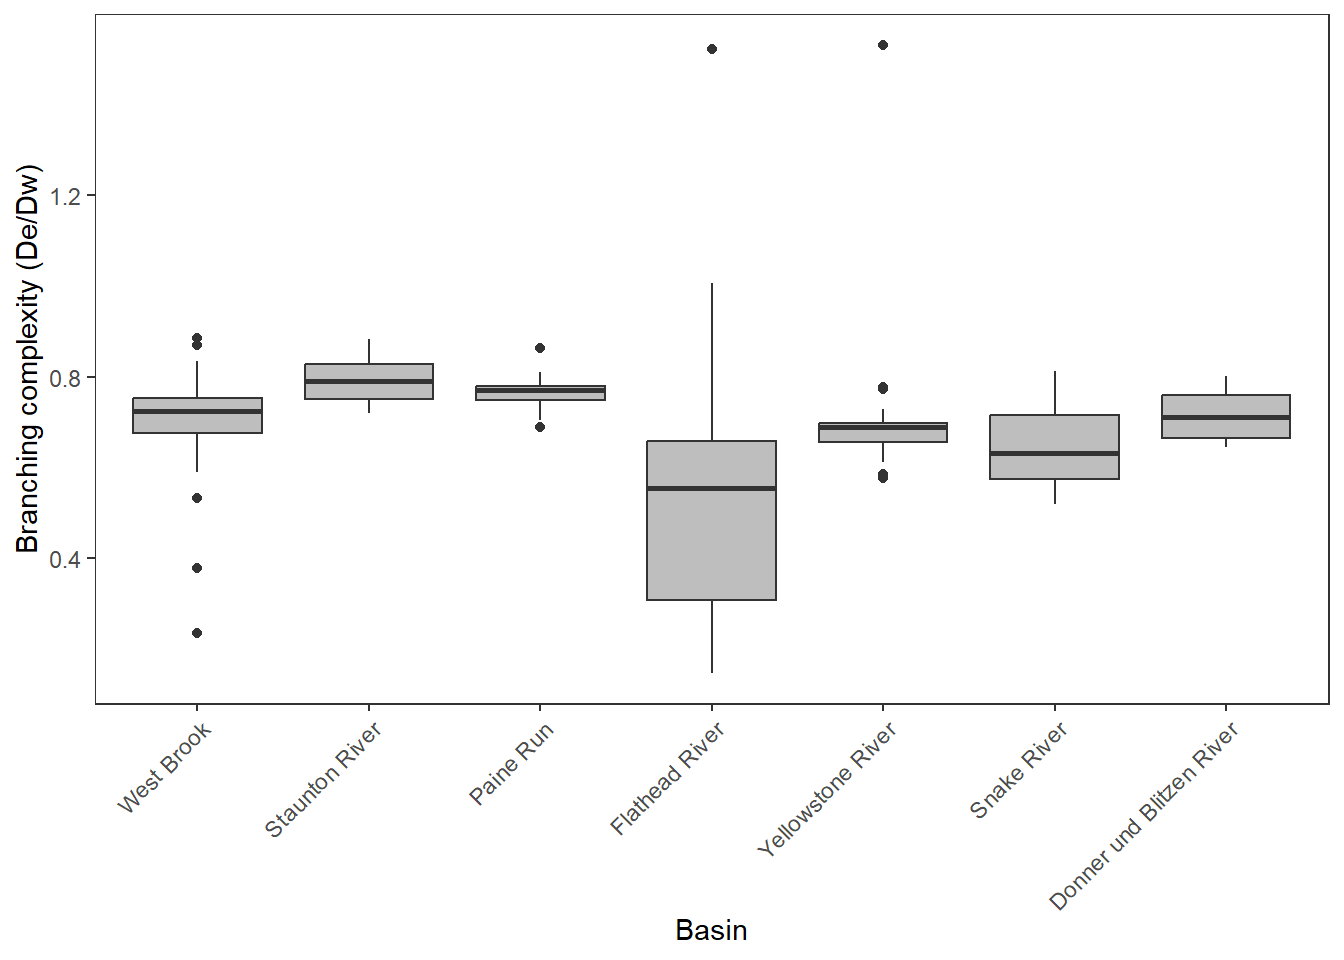 Branching complexity (De/Dw)
1.2
0.8
0.4
West Brook
Staunton River
Paine Run
Flathead River
Yellowstone River
Snake River
Donner und Blitzen River
Basin